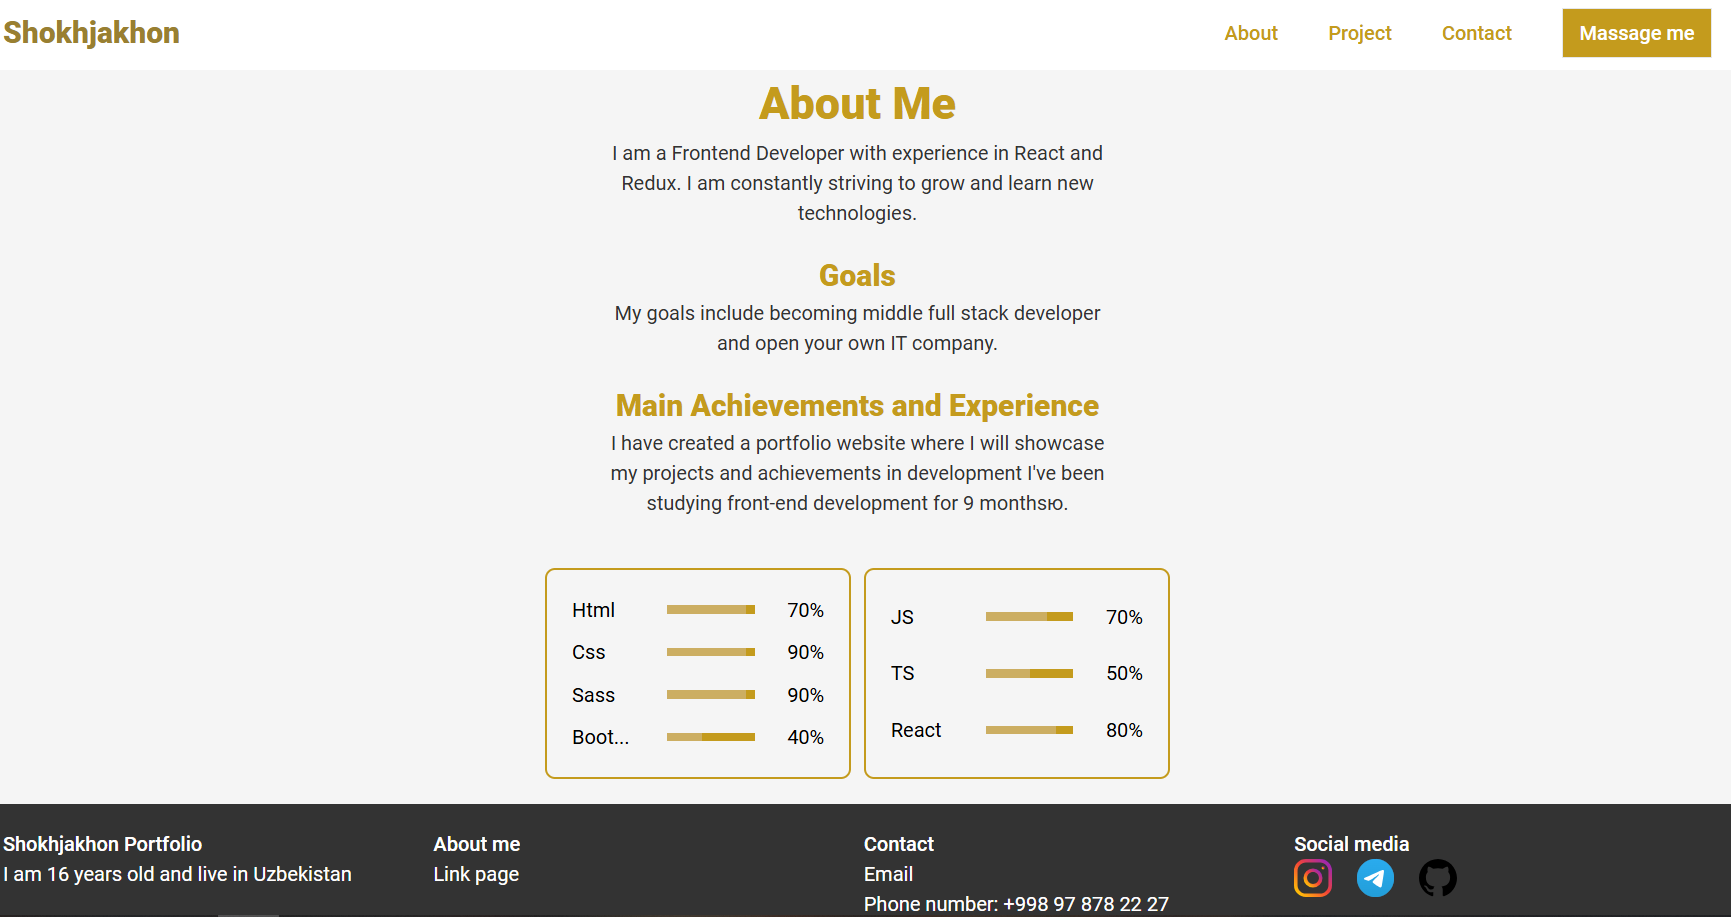 Shokhjakhon
About Project Contact Massage me
About Me
I am a Frontend Developer with experience in React and
Redux. I am constantly striving to grow and learn new
technologies.
Goals
My goals include becoming middle full stack developer
and open your own IT company.
Main Achievements and Experience
I have created a portfolio website where I will showcase
my projects and achievements in development I've been
studying front-end development for 9 monthsю.
Html 70%
Css 90%
Sass 90%
Boot... 40%
JS 70%
TS 50%
React 80%
Shokhjakhon Portfolio
I am 16 years old and live in Uzbekistan
About me
Link page
Contact
Email
Phone number: +998 97 878 22 27
Social media